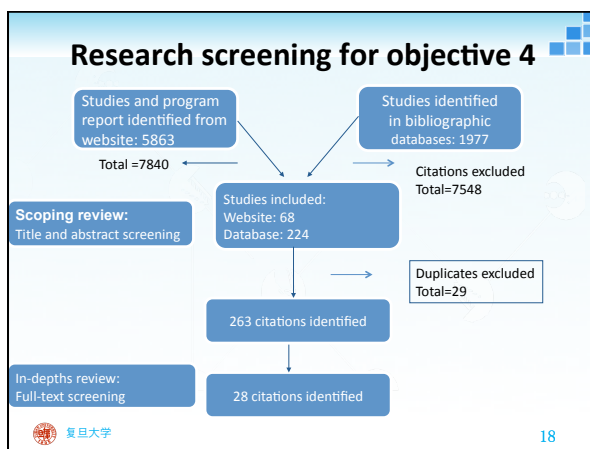 Research screening for objective 4
Studies and program
report identified from
website: 5863
Studies identified
in bibliographic
databases: 1977
Total =7840
Citations excluded
Total=7548
Studies included:
Website: 68
Database: 224
Scoping review:
Title and abstract screening
Duplicates excluded
Total=29
263 citations identified
In-depths review:
Full-text screening
28 citations identified
复旦大学
18